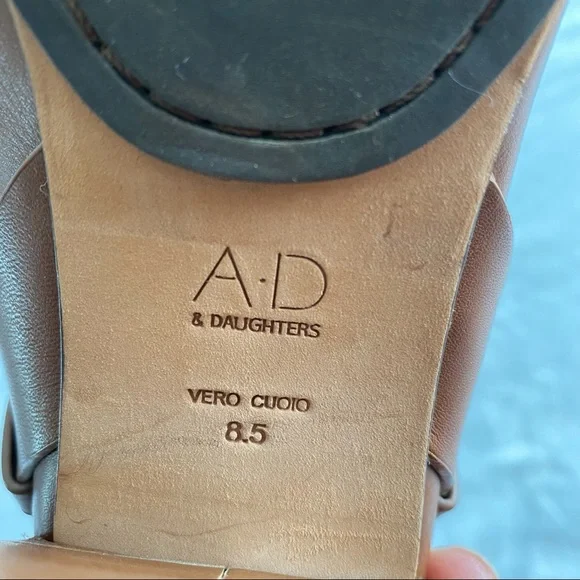 A·D
& DAUGHTERS
VERO CUOIO
8.5